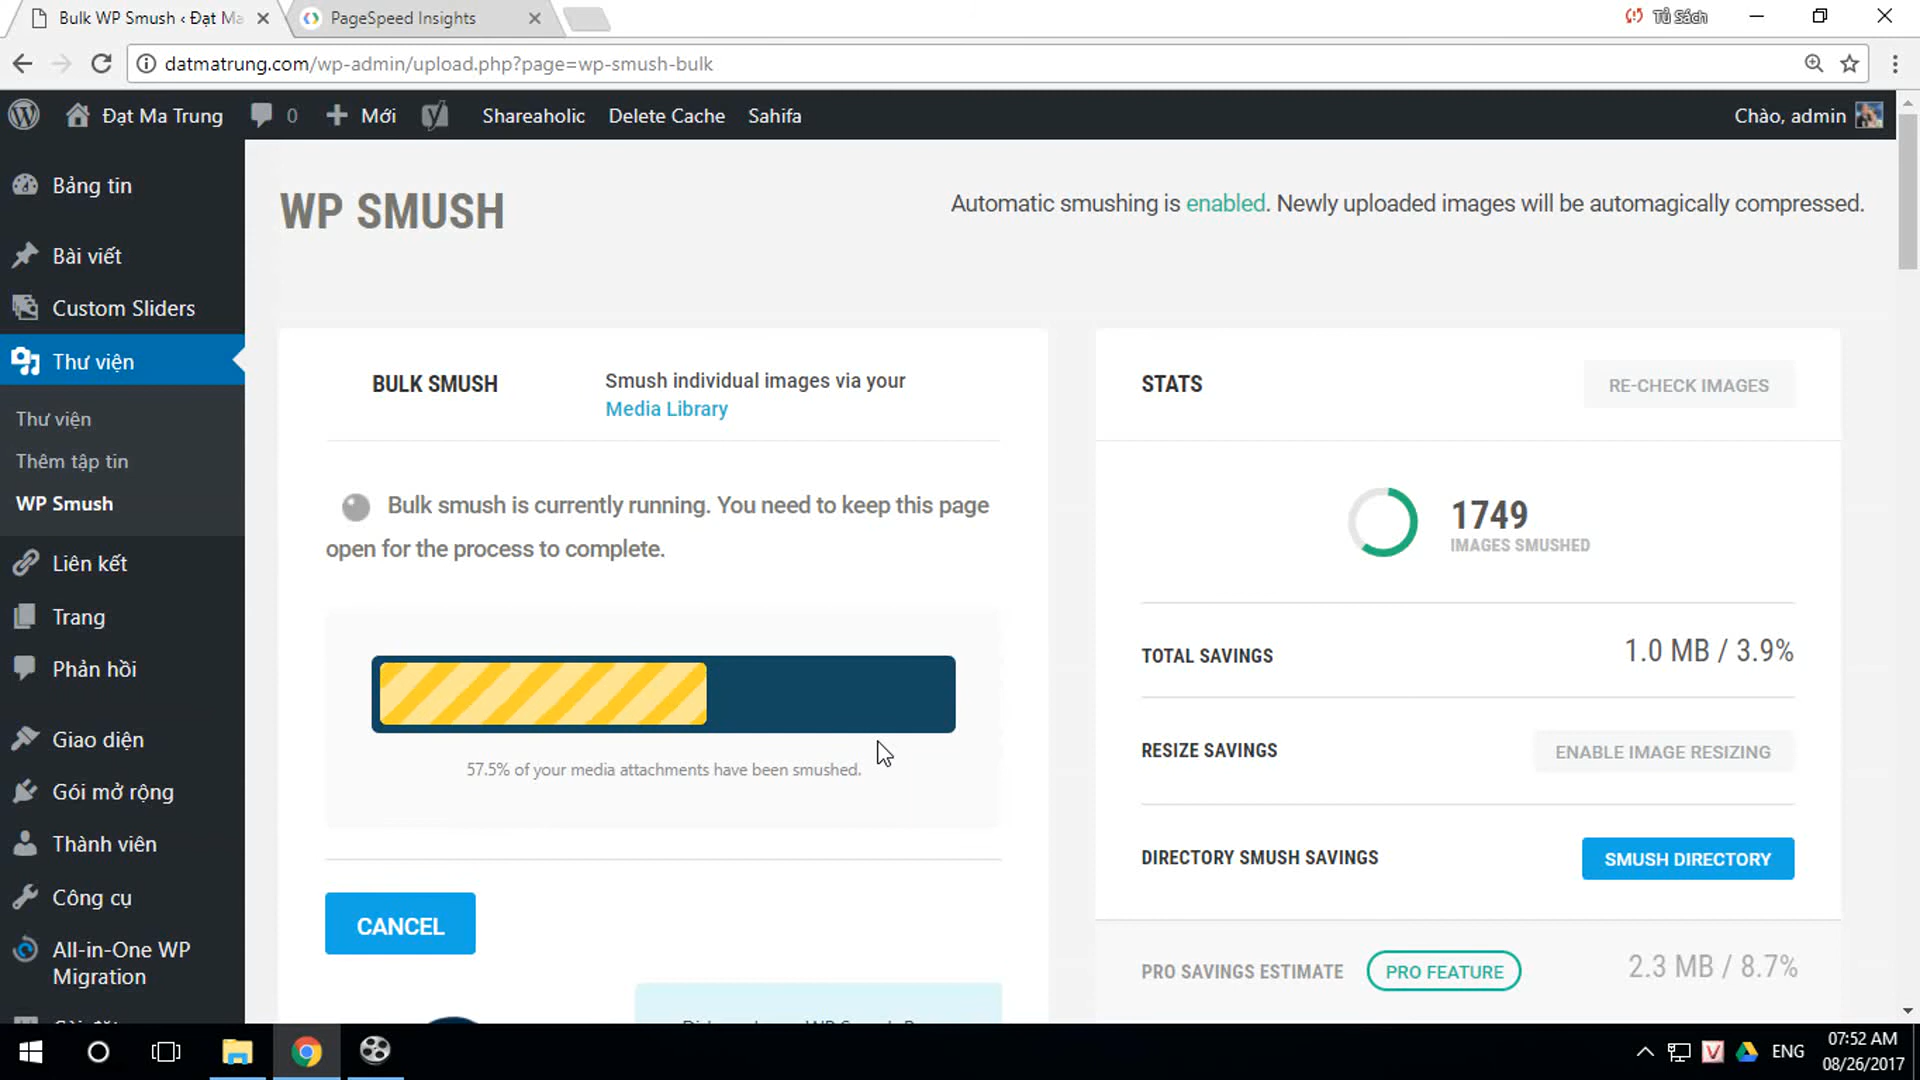 Bulk WP Smush ‹ Đạt Ma
PageSpeed Insights
Tủ Sách
datmatrung.com/wp-admin/upload.php?page=wp-smush-bulk
Đạt Ma Trung
0
Mới
Shareaholic
Delete Cache
Sahifa
Chào, admin
Bảng tin
Bài viết
Custom Sliders
Thư viện
Thư viện
Thêm tập tin
WP Smush
Liên kết
Trang
Phản hồi
Giao diện
Gói mở rộng
Thành viên
Công cụ
All-in-One WP
Migration
WP SMUSH
Automatic smushing is enabled. Newly uploaded images will be automagically compressed.
BULK SMUSH
Smush individual images via your
Media Library
Bulk smush is currently running. You need to keep this page
open for the process to complete.
57.5% of your media attachments have been smushed.
CANCEL
STATS
RE-CHECK IMAGES
1749
IMAGES SMUSHED
TOTAL SAVINGS
1.0 MB / 3.9%
RESIZE SAVINGS
ENABLE IMAGE RESIZING
DIRECTORY SMUSH SAVINGS
SMUSH DIRECTORY
PRO SAVINGS ESTIMATE
PRO FEATURE
2.3 MB / 8.7%
ENG
07:52 AM
08/26/2017